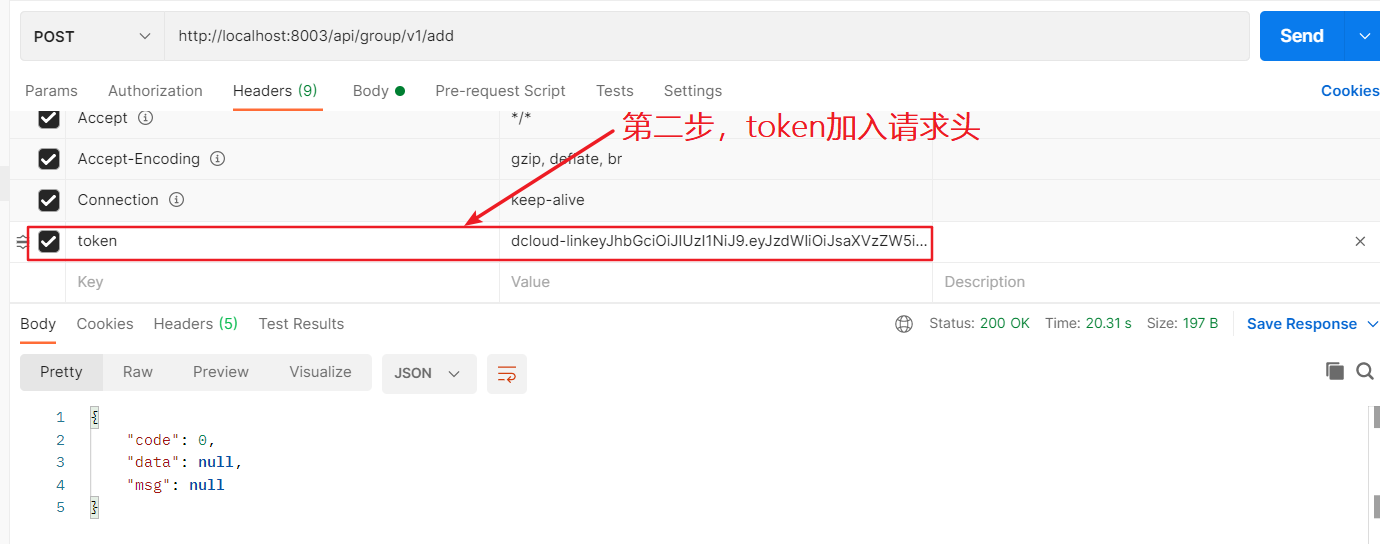 POST http://localhost:8003/api/group/v1/add Send
Params Authorization Headers (9) Body Pre-request Script Tests Settings Cookies
Accept */*
第二步，token加入请求头
Accept-Encoding gzip, deflate, br
Connection keep-alive
token dcloud-linkeyJhbGciOiJIUzI1NiJ9.eyJzdWIiOiJsaXVzZW5i...
Key Value Description
Body Cookies Headers (5) Test Results Status: 200 OK Time: 20.31 s Size: 197 B Save Response
Pretty Raw Preview Visualize JSON
1 {
2 "code": 0,
3 "data": null,
4 "msg": null
5 }